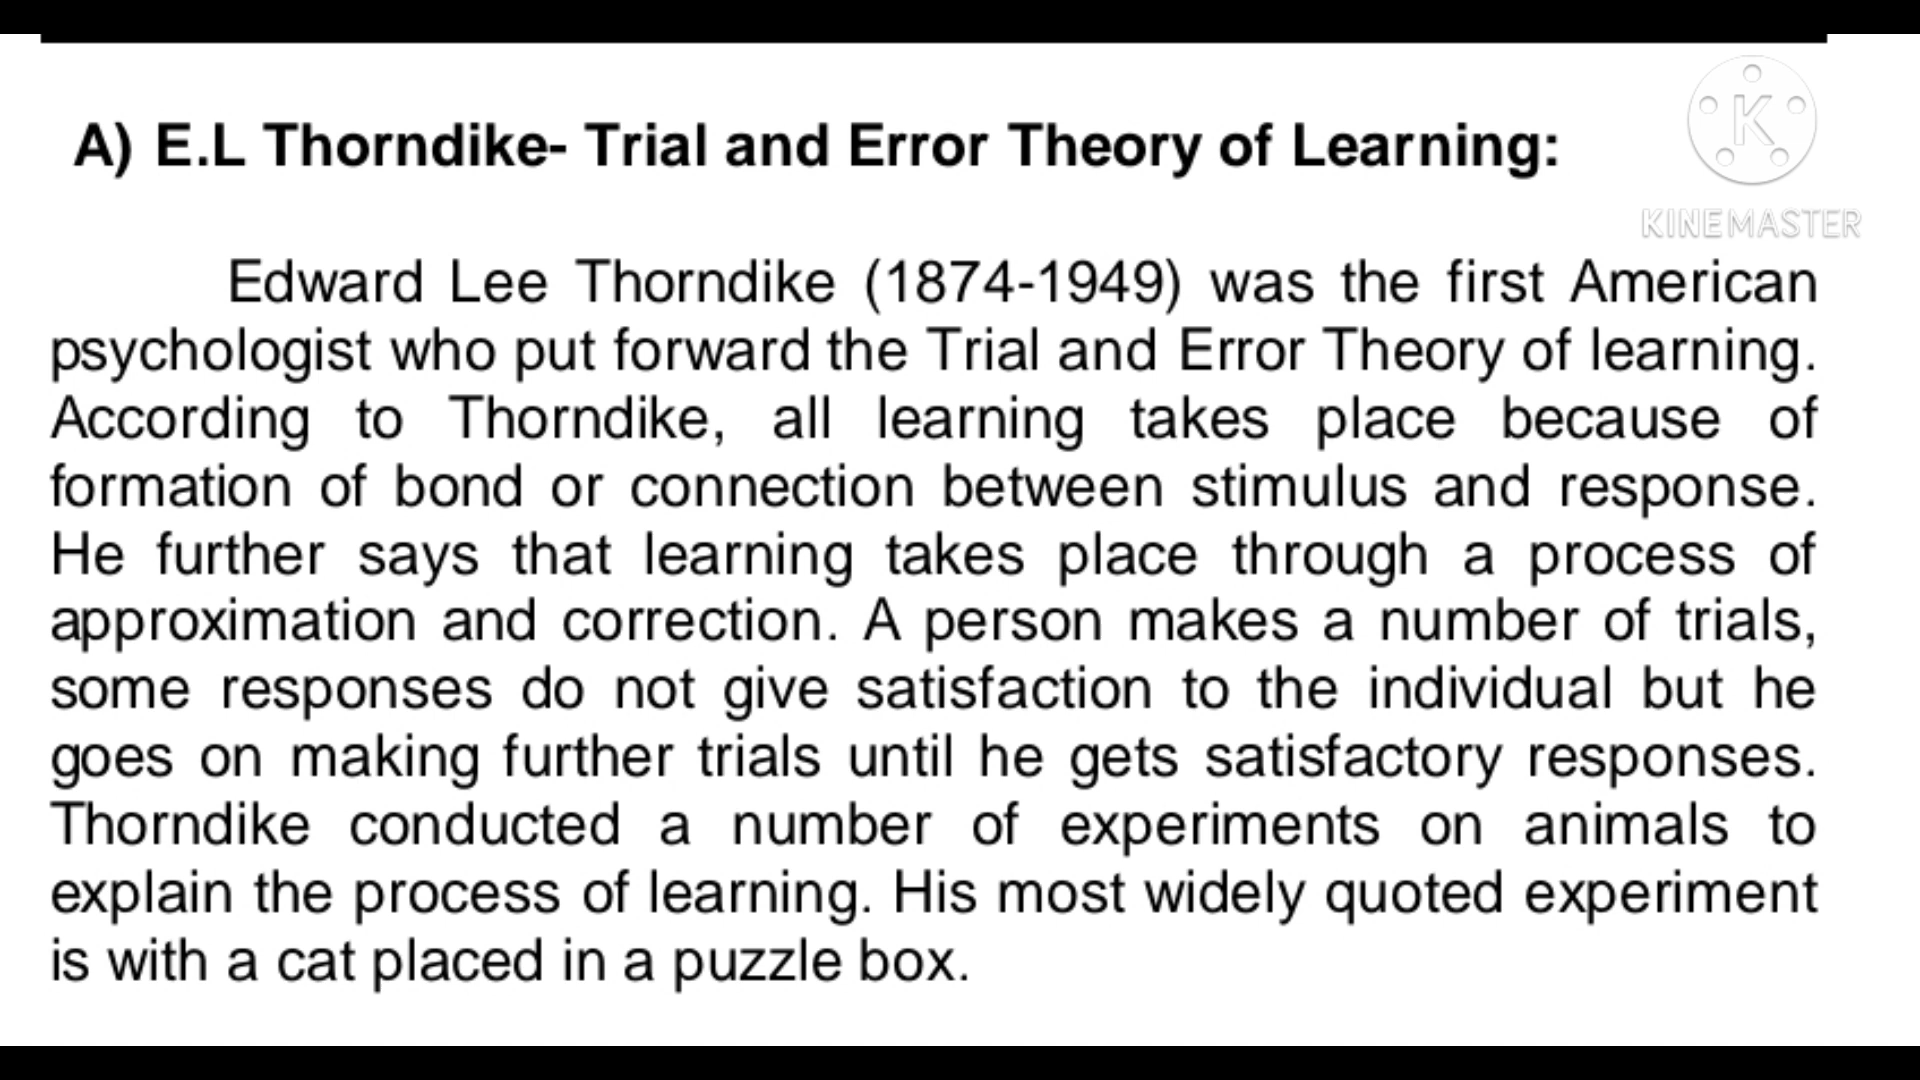 A) E.L Thorndike- Trial and Error Theory of Learning:
K
KINEMASTER
Edward Lee Thorndike (1874-1949) was the first American
psychologist who put forward the Trial and Error Theory of learning.
According to Thorndike, all learning takes place because of
formation of bond or connection between stimulus and response.
He further says that learning takes place through a process of
approximation and correction. A person makes a number of trials,
some responses do not give satisfaction to the individual but he
goes on making further trials until he gets satisfactory responses.
Thorndike conducted a number of experiments on animals to
explain the process of learning. His most widely quoted experiment
is with a cat placed in a puzzle box.